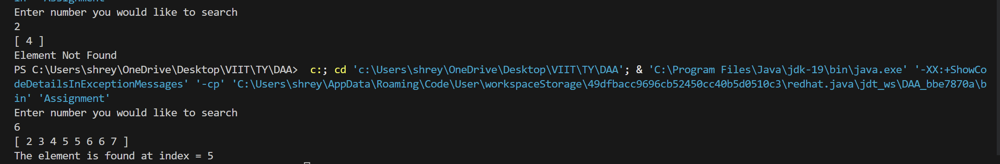 in' 'Assignment'
Enter number you would like to search
2
[ 4 ]
Element Not Found
PS C:\Users\shrey\OneDrive\Desktop\VIIT\TY\DAA>  c:; cd 'c:\Users\shrey\OneDrive\Desktop\VIIT\TY\DAA'; & 'C:\Program Files\Java\jdk-19\bin\java.exe' '-XX:+ShowCo
deDetailsInExceptionMessages' '-cp' 'C:\Users\shrey\AppData\Roaming\Code\User\workspaceStorage\49dfbacc9696cb52450cc40b5d0510c3\redhat.java\jdt_ws\DAA_bbe7870a\b
in' 'Assignment'
Enter number you would like to search
6
[ 2 3 4 5 5 6 6 7 ]
The element is found at index = 5